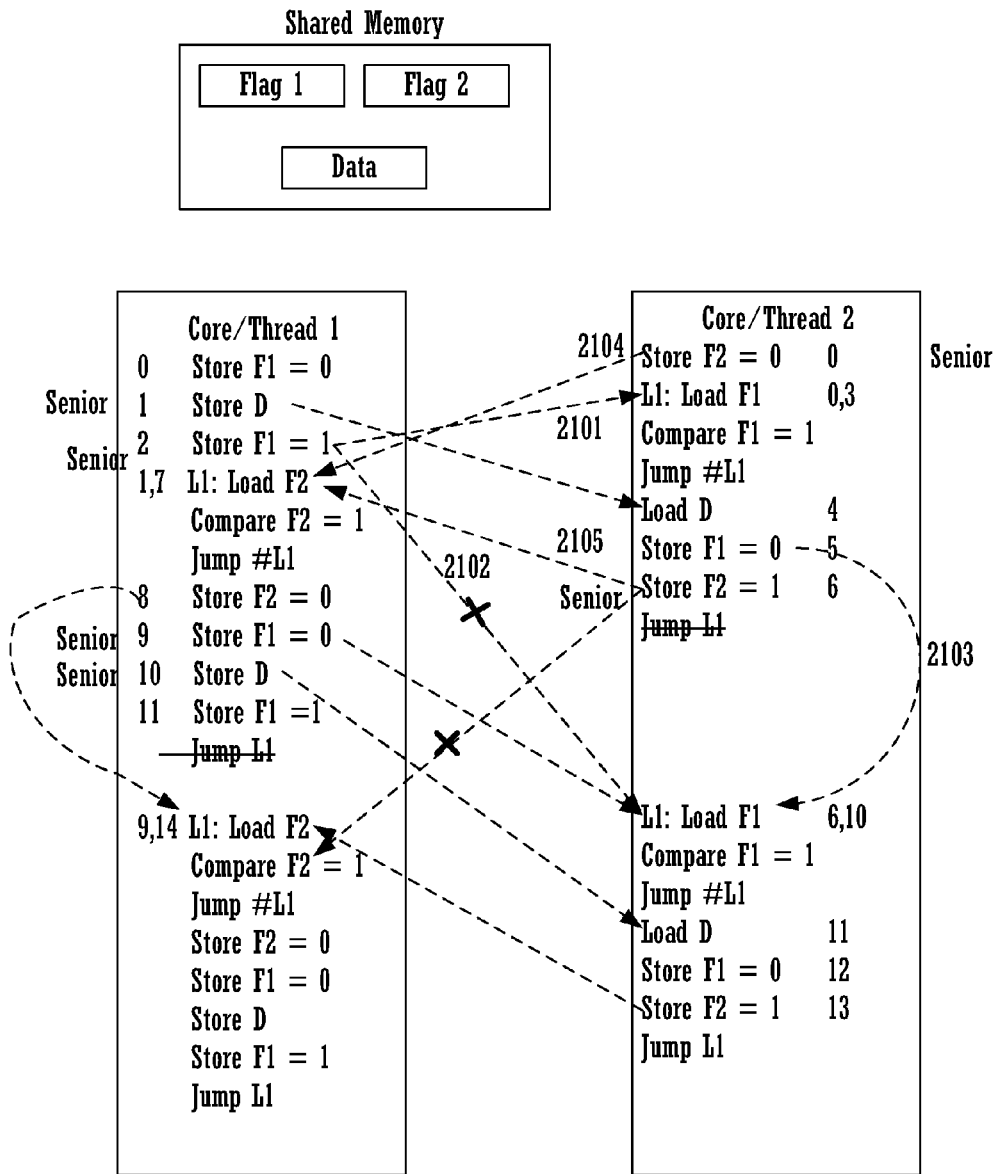 Shared Memory
Flag 1
Flag 2
Data
Core/Thread 1
0 Store F1 = 0
Senior 1 Store D
2 Store F1 = 1
Senior
1,7 L1: Load F2
Compare F2 = 1
Jump #L1
8 Store F2 = 0
Senior 9 Store F1 = 0
Senior 10 Store D
11 Store F1 =1
Jump L1
9,14 L1: Load F2
Compare F2 = 1
Jump #L1
Store F2 = 0
Store F1 = 0
Store D
Store F1 = 1
Jump L1
2104
2101
2102
2105
Senior
Core/Thread 2
Store F2 = 0 0 Senior
L1: Load F1 0,3
Compare F1 = 1
Jump #L1
Load D 4
Store F1 = 0 5
Store F2 = 1 6
Jump L1
2103
L1: Load F1 6,10
Compare F1 = 1
Jump #L1
Load D 11
Store F1 = 0 12
Store F2 = 1 13
Jump L1